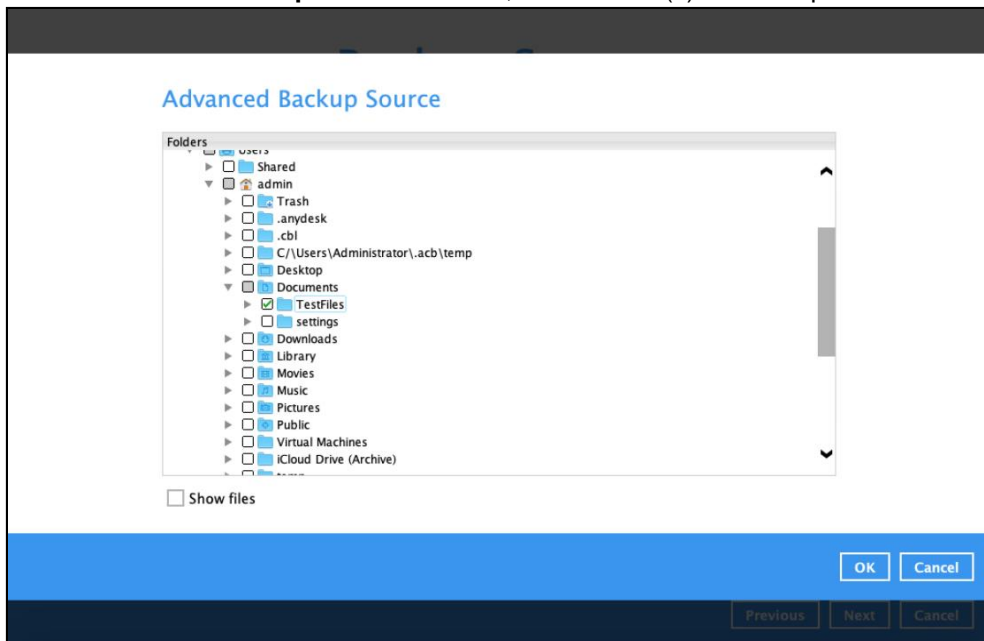 Advanced Backup Source
Folders
Users
Shared
admin
Trash
.anydesk
.cbl
C/\Users\Administrator\.acb\temp
Desktop
Documents
TestFiles
settings
Downloads
Library
Movies
Music
Pictures
Public
Virtual Machines
iCloud Drive (Archive)
Show files
OK Cancel
Previous Next Cancel